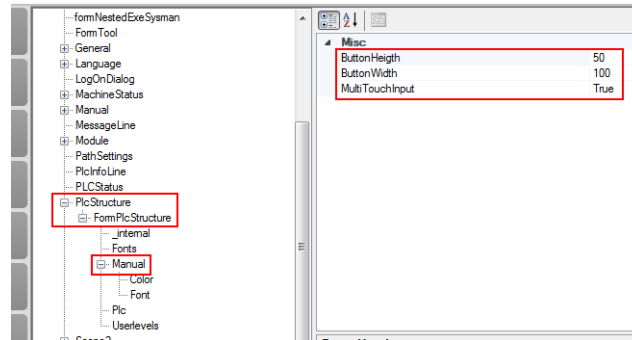 formNestedExeSysman
FormTool
General
Language
LogOnDialog
MachineStatus
Manual
MessageLine
Module
PathSettings
PlcInfoLine
PLCStatus
PlcStructure
FormPlcStructure
_internal
Fonts
Manual
Color
Font
Plc
Userlevels
Misc
ButtonHeigth 50
ButtonWidth 100
MultiTouchInput True